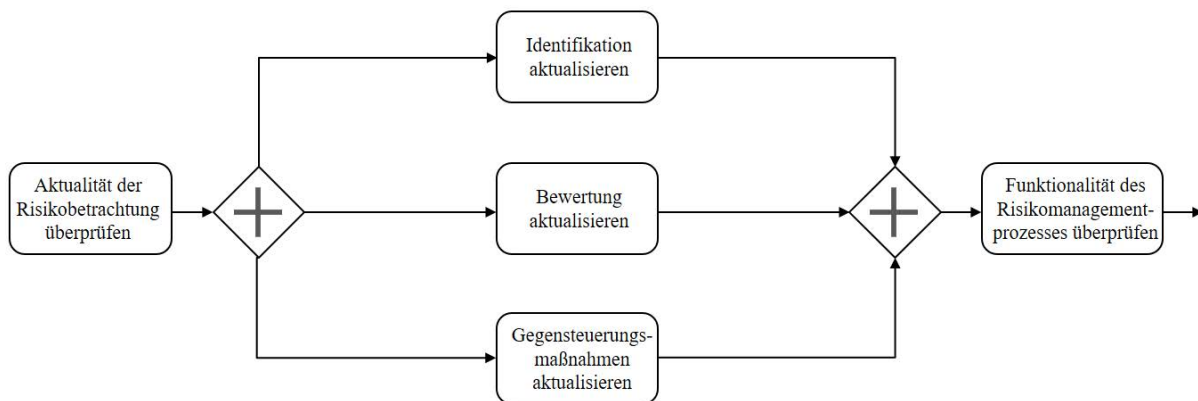 Identifikation
aktualisieren
Aktualität der
Risikobetrachtung
überprüfen
Bewertung
aktualisieren
Funktionalität des
Risikomanagement-
prozesses überprüfen
Gegensteuerungs-
maßnahmen
aktualisieren